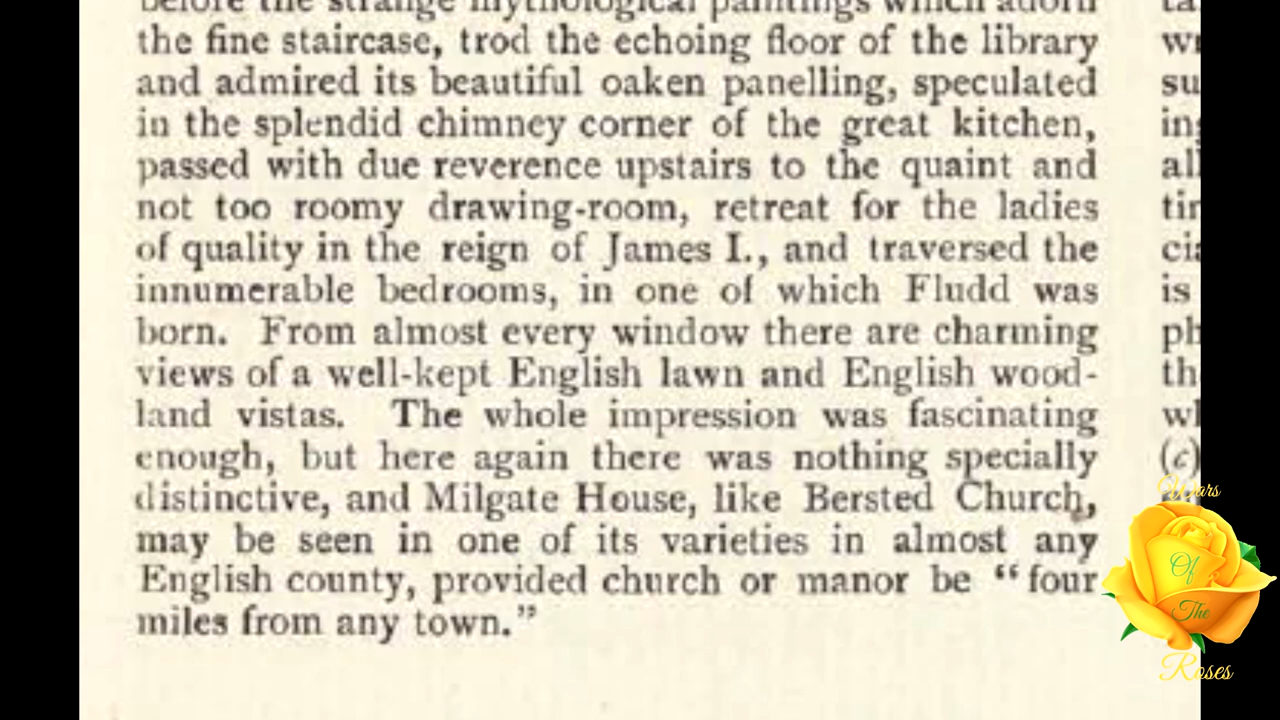 before the strange mythological paintings which adorn
the fine staircase, trod the echoing floor of the library
and admired its beautiful oaken panelling, speculated
in the splendid chimney corner of the great kitchen,
passed with due reverence upstairs to the quaint and
not too roomy drawing-room, retreat for the ladies
of quality in the reign of James I., and traversed the
innumerable bedrooms, in one of which Fludd was
born. From almost every window there are charming
views of a well-kept English lawn and English wood-
land vistas. The whole impression was fascinating
enough, but here again there was nothing specially
distinctive, and Milgate House, like Bersted Church,
may be seen in one of its varieties in almost any
English county, provided church or manor be “ four
miles from any town.”
is
(c)
Wars
Of
The
Roses